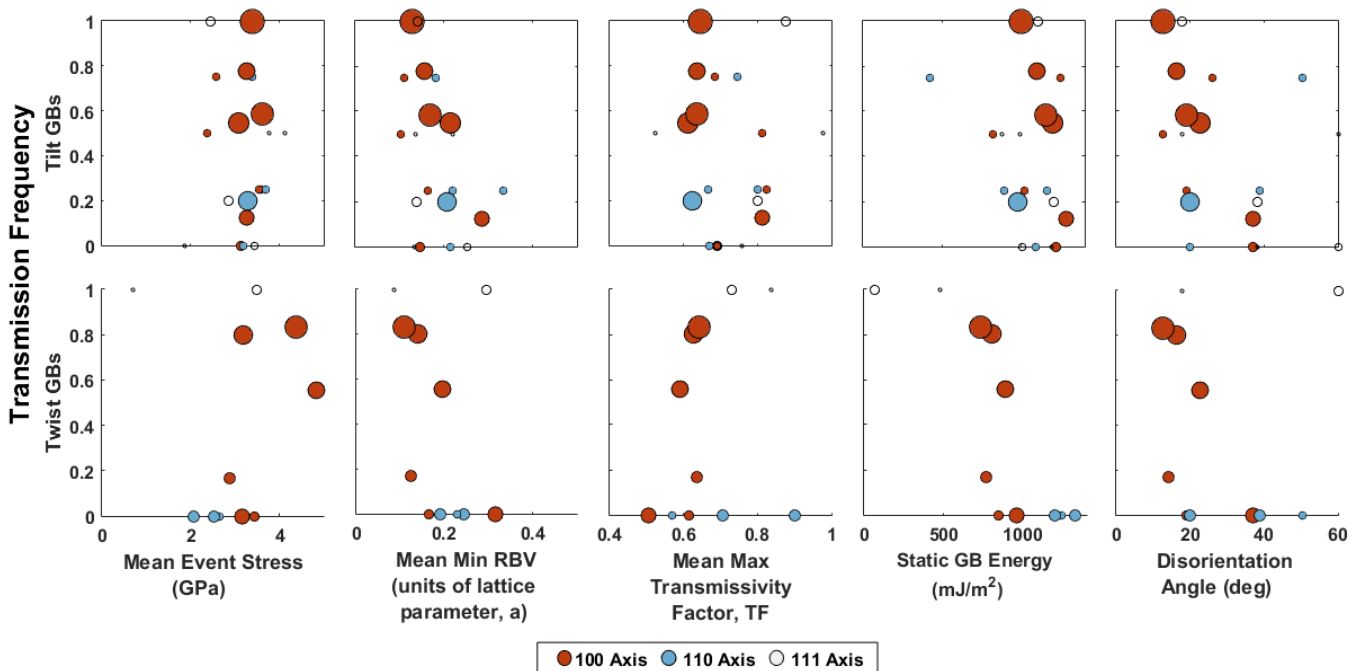 Transmission Frequency
Tilt GBs
1
0.8
0.6
0.4
0.2
0
Twist GBs
1
0.8
0.6
0.4
0.2
0
2 4
0 0.2 0.4
0.4 0.6 0.8 1
0 500 1000
0 20 40 60
Mean Event Stress
(GPa)
Mean Min RBV
(units of lattice
parameter, a)
Mean Max
Transmissivity
Factor, TF
Static GB Energy
(mJ/m²)
Disorientation
Angle (deg)
100 Axis 110 Axis 111 Axis